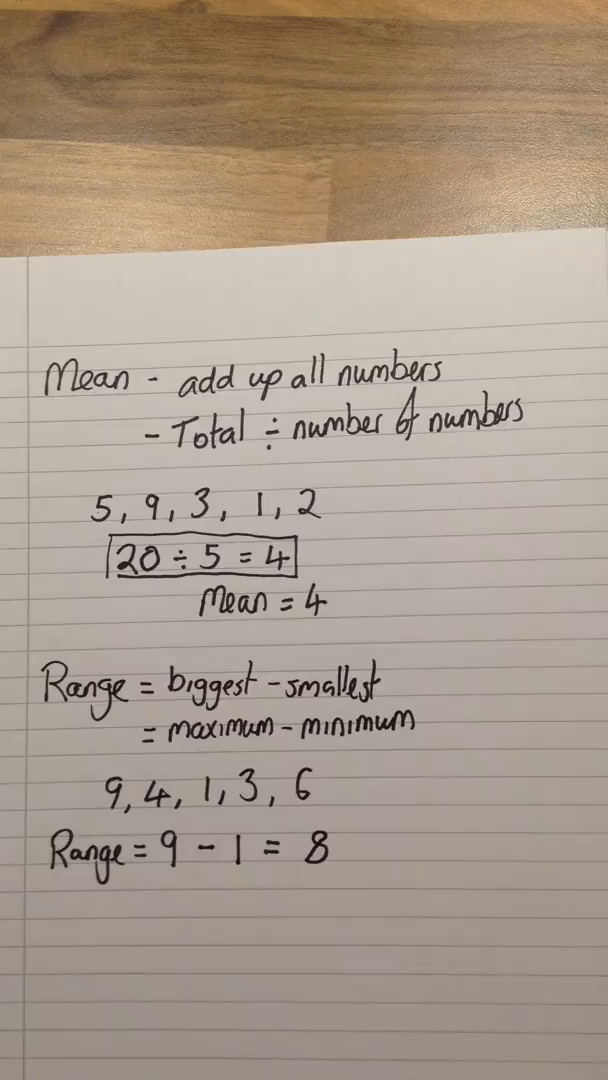 Mean - add up all numbers
- Total ÷ number of numbers
5, 9, 3, 1, 2
20 ÷ 5 = 4
Mean = 4
Range = biggest - smallest
= maximum - minimum
9, 4, 1, 3, 6
Range = 9 - 1 = 8